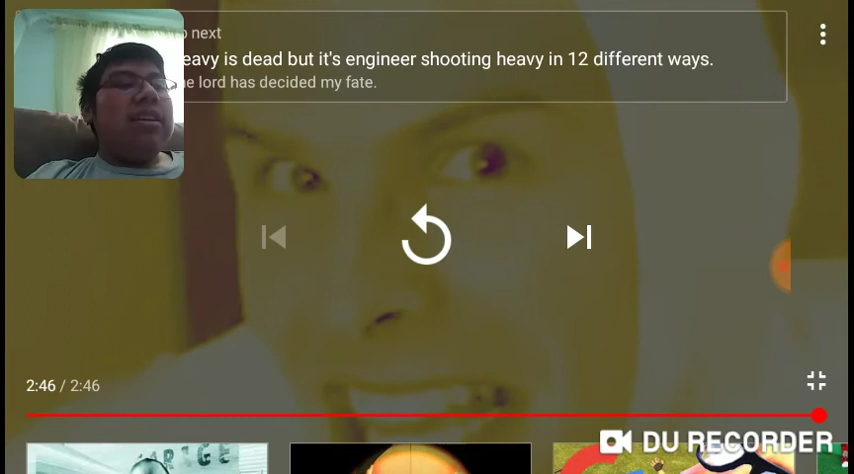 next
eavy is dead but it's engineer shooting heavy in 12 different ways.
e lord has decided my fate.
2:46 / 2:46
DU RECORDER